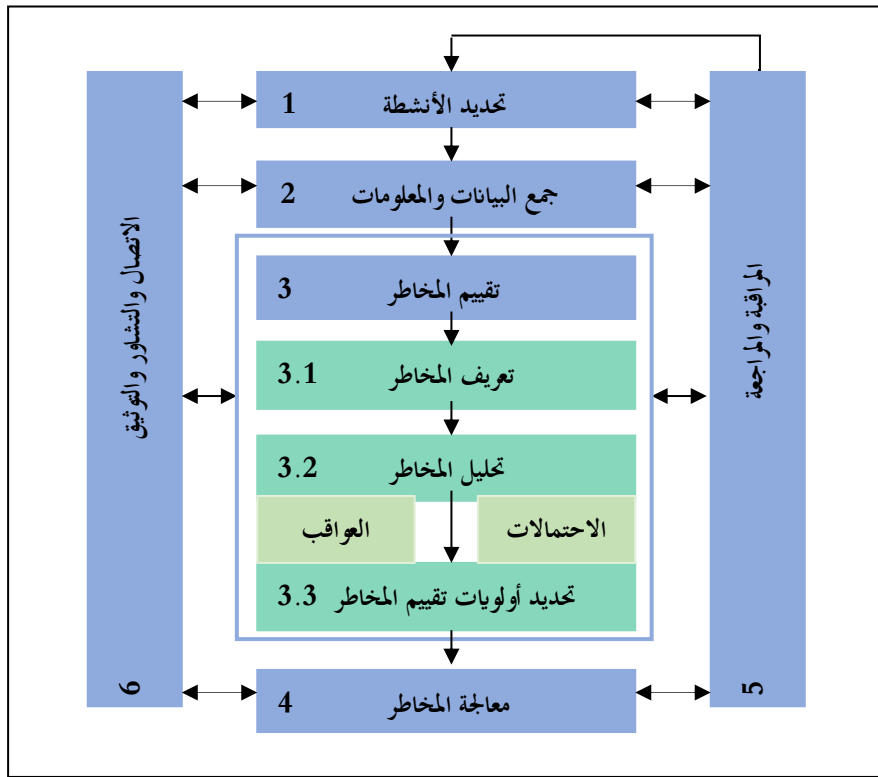 1 تحديد الأنشطة
2 جمع البيانات والمعلومات
3 تقييم المخاطر
3.1 تعريف المخاطر
3.2 تحليل المخاطر
الاحتمالات
العواقب
3.3 تحديد أولويات تقييم المخاطر
4 معالجة المخاطر
5 المراقبة والمراجعة
6 الاتصال والتشاور والتوثيق